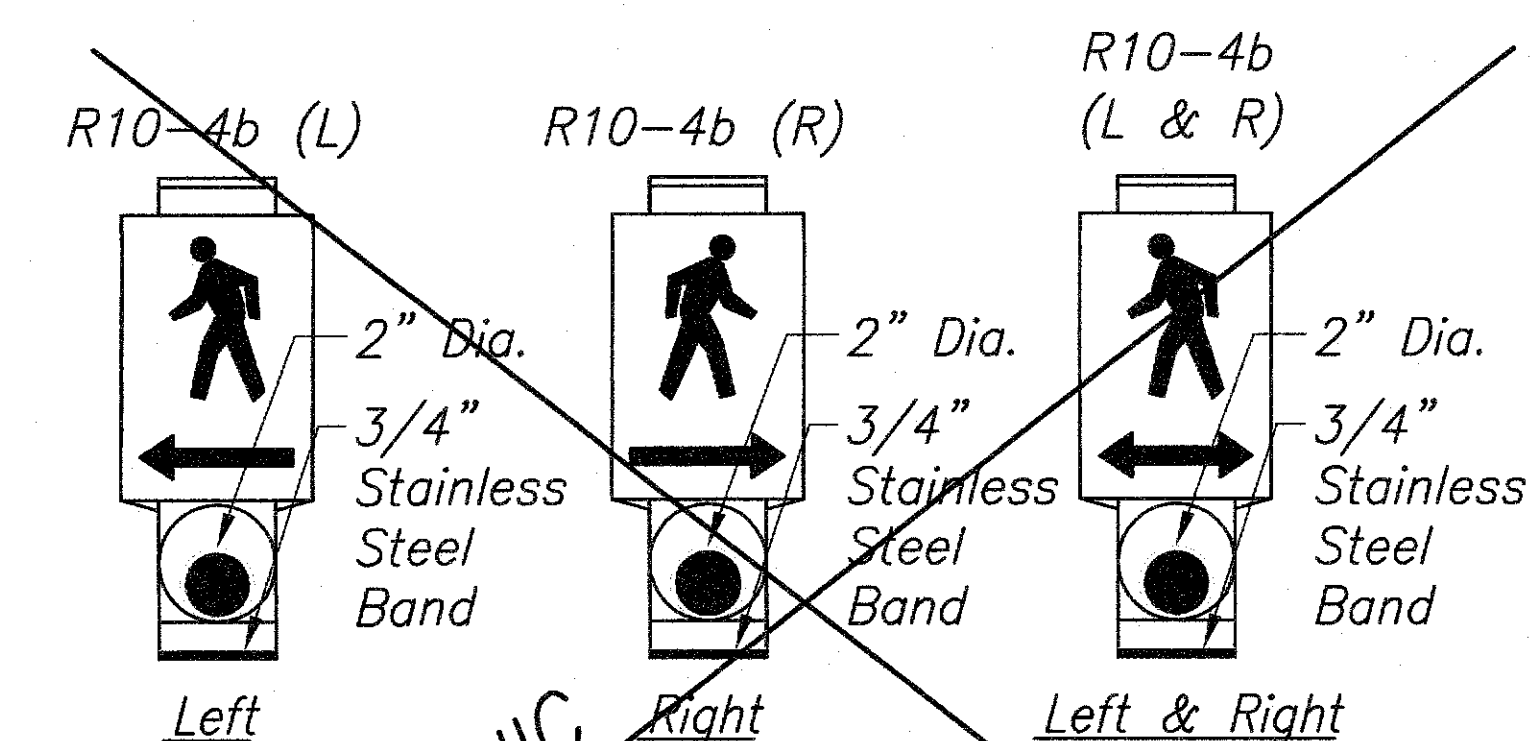 R10-4b (L)
R10-4b (R)
R10-4b
(L & R)
2" Dia.
3/4"
Stainless
Steel
Band
2" Dia.
3/4"
Stainless
Steel
Band
2" Dia.
3/4"
Stainless
Steel
Band
Left
Right
Left & Right